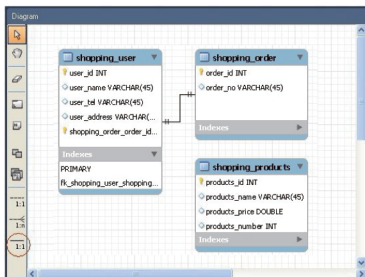 Diagram
shopping_user
user_id INT
user_name VARCHAR(45)
user_tel VARCHAR(45)
user_address VARCHAR(...
shopping_order_order_id...
Indexes
PRIMARY
fk_shopping_user_shopping...
shopping_order
order_id INT
order_no VARCHAR(45)
Indexes
shopping_products
products_id INT
products_name VARCHAR(45)
products_price DOUBLE
products_number INT
Indexes
1:1
1:n
1:1